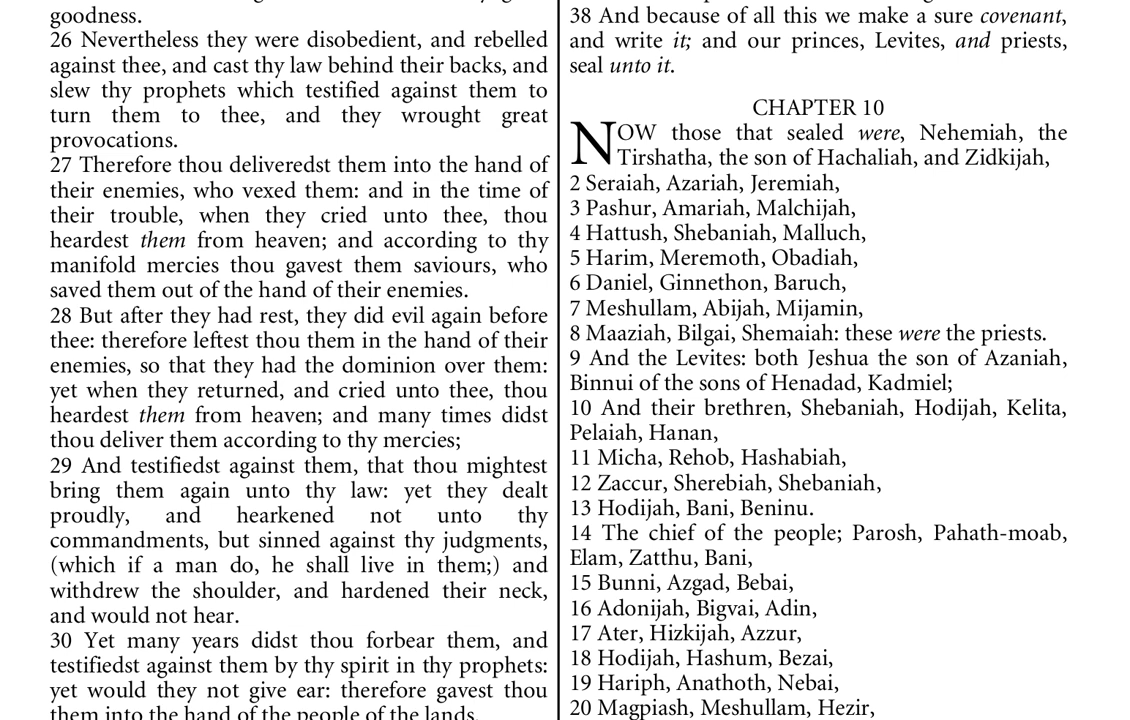 goodness.
26 Nevertheless they were disobedient, and rebelled
against thee, and cast thy law behind their backs, and
slew thy prophets which testified against them to
turn them to thee, and they wrought great
provocations.
27 Therefore thou deliveredst them into the hand of
their enemies, who vexed them: and in the time of
their trouble, when they cried unto thee, thou
heardest them from heaven; and according to thy
manifold mercies thou gavest them saviours, who
saved them out of the hand of their enemies.
28 But after they had rest, they did evil again before
thee: therefore leftest thou them in the hand of their
enemies, so that they had the dominion over them:
yet when they returned, and cried unto thee, thou
heardest them from heaven; and many times didst
thou deliver them according to thy mercies;
29 And testifiedst against them, that thou mightest
bring them again unto thy law: yet they dealt
proudly, and hearkened not unto thy
commandments, but sinned against thy judgments,
(which if a man do, he shall live in them;) and
withdrew the shoulder, and hardened their neck,
and would not hear.
30 Yet many years didst thou forbear them, and
testifiedst against them by thy spirit in thy prophets:
yet would they not give ear: therefore gavest thou
them into the hand of the people of the lands.
38 And because of all this we make a sure covenant,
and write it; and our princes, Levites, and priests,
seal unto it.
CHAPTER 10
NOW those that sealed were, Nehemiah, the
Tirshatha, the son of Hachaliah, and Zidkijah,
2 Seraiah, Azariah, Jeremiah,
3 Pashur, Amariah, Malchijah,
4 Hattush, Shebaniah, Malluch,
5 Harim, Meremoth, Obadiah,
6 Daniel, Ginnethon, Baruch,
7 Meshullam, Abijah, Mijamin,
8 Maaziah, Bilgai, Shemaiah: these were the priests.
9 And the Levites: both Jeshua the son of Azaniah,
Binnui of the sons of Henadad, Kadmiel;
10 And their brethren, Shebaniah, Hodijah, Kelita,
Pelaiah, Hanan,
11 Micha, Rehob, Hashabiah,
12 Zaccur, Sherebiah, Shebaniah,
13 Hodijah, Bani, Beninu.
14 The chief of the people; Parosh, Pahath-moab,
Elam, Zatthu, Bani,
15 Bunni, Azgad, Bebai,
16 Adonijah, Bigvai, Adin,
17 Ater, Hizkijah, Azzur,
18 Hodijah, Hashum, Bezai,
19 Hariph, Anathoth, Nebai,
20 Magpiash, Meshullam, Hezir,